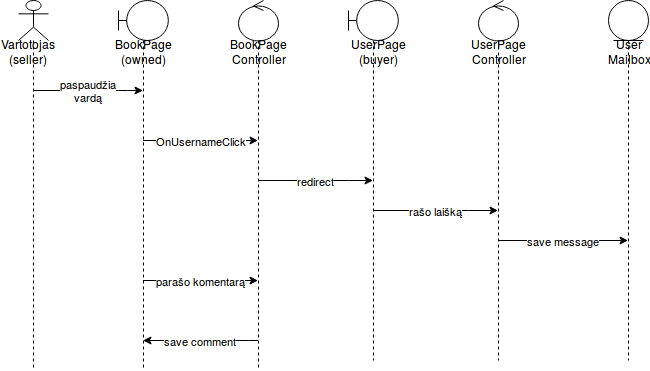 Vartotojas
(seller)
BookPage
(owned)
BookPage
Controller
UserPage
(buyer)
UserPage
Controller
User
Mailbox
paspaudžia
vardą
OnUsernameClick
redirect
rašo laišką
save message
parašo komentarą
save comment